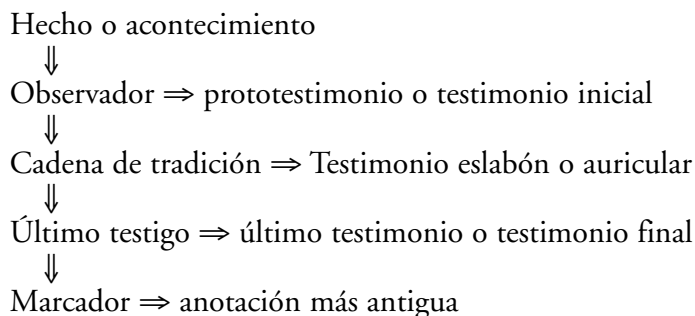 Hecho o acontecimiento
⇓
Observador ⇒ prototestimonio o testimonio inicial
⇓
Cadena de tradición ⇒ Testimonio eslabón o auricular
⇓
Último testigo ⇒ último testimonio o testimonio final
⇓
Marcador ⇒ anotación más antigua